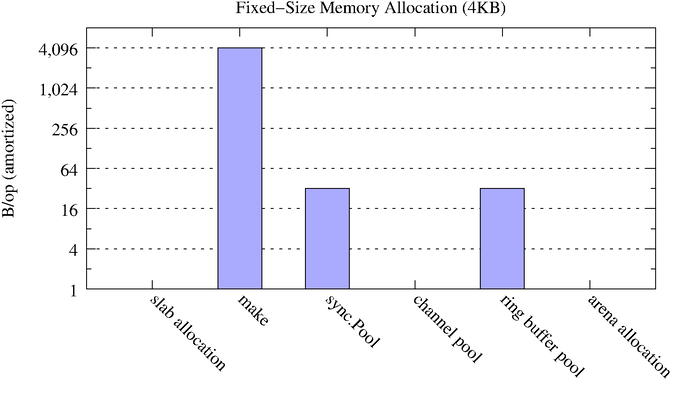 Fixed−Size Memory Allocation (4KB)
B/op (amortized)
4,096
1,024
256
64
16
4
1
slab allocation
make
sync.Pool
channel pool
ring buffer pool
arena allocation